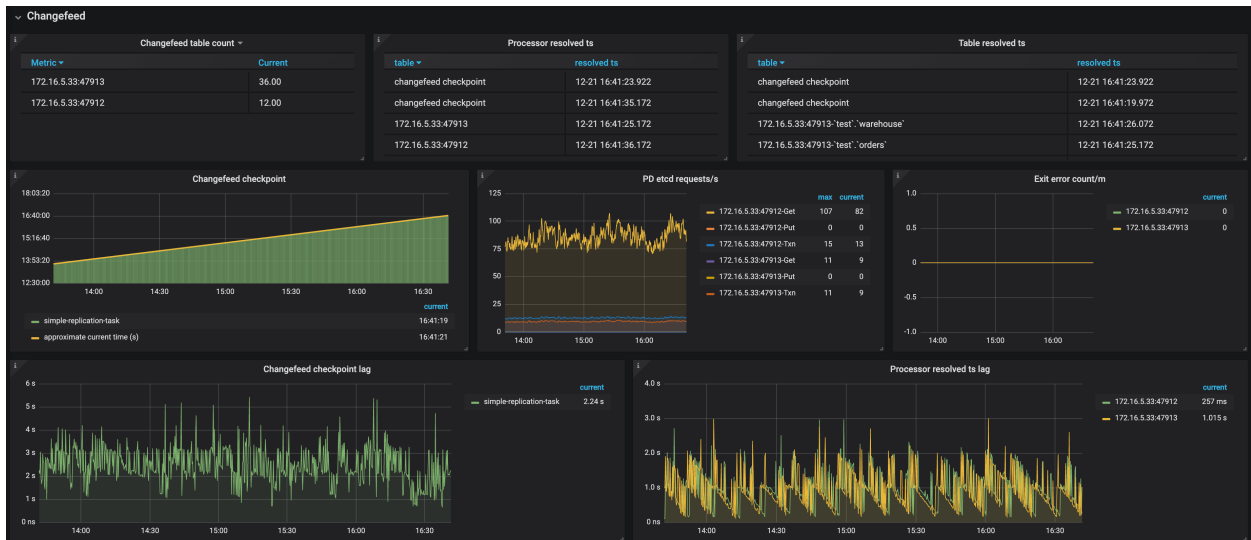 Changefeed
Changefeed table count
Metric Current
172.16.5.33:47913 36.00
172.16.5.33:47912 12.00
Processor resolved ts
table resolved ts
changefeed checkpoint 12-21 16:41:23.922
changefeed checkpoint 12-21 16:41:35.172
172.16.5.33:47913 12-21 16:41:25.172
172.16.5.33:47912 12-21 16:41:36.172
Table resolved ts
table resolved ts
changefeed checkpoint 12-21 16:41:23.922
changefeed checkpoint 12-21 16:41:19.972
172.16.5.33:47913-`test`.`warehouse` 12-21 16:41:26.072
172.16.5.33:47913-`test`.`orders` 12-21 16:41:25.172
Changefeed checkpoint
18:03:20
16:40:00
15:16:40
13:53:20
12:30:00
14:00 14:30 15:00 15:30 16:00 16:30
current
simple-replication-task 16:41:19
approximate current time (s) 16:41:21
PD etcd requests/s
125
100
75
50
25
0
14:00 15:00 16:00
max current
172.16.5.33:47912-Get 107 82
172.16.5.33:47912-Put 0 0
172.16.5.33:47912-Txn 15 13
172.16.5.33:47913-Get 11 9
172.16.5.33:47913-Put 0 0
172.16.5.33:47913-Txn 11 9
Exit error count/m
1.0
0.5
0
-0.5
-1.0
14:00 15:00 16:00
current
172.16.5.33:47912 0
172.16.5.33:47913 0
Changefeed checkpoint lag
6 s
5 s
4 s
3 s
2 s
1 s
0 ns
14:00 14:30 15:00 15:30 16:00 16:30
current
simple-replication-task 2.24 s
Processor resolved ts lag
4.0 s
3.0 s
2.0 s
1.0 s
0 ns
14:00 14:30 15:00 15:30 16:00 16:30
current
172.16.5.33:47912 257 ms
172.16.5.33:47913 1.015 s